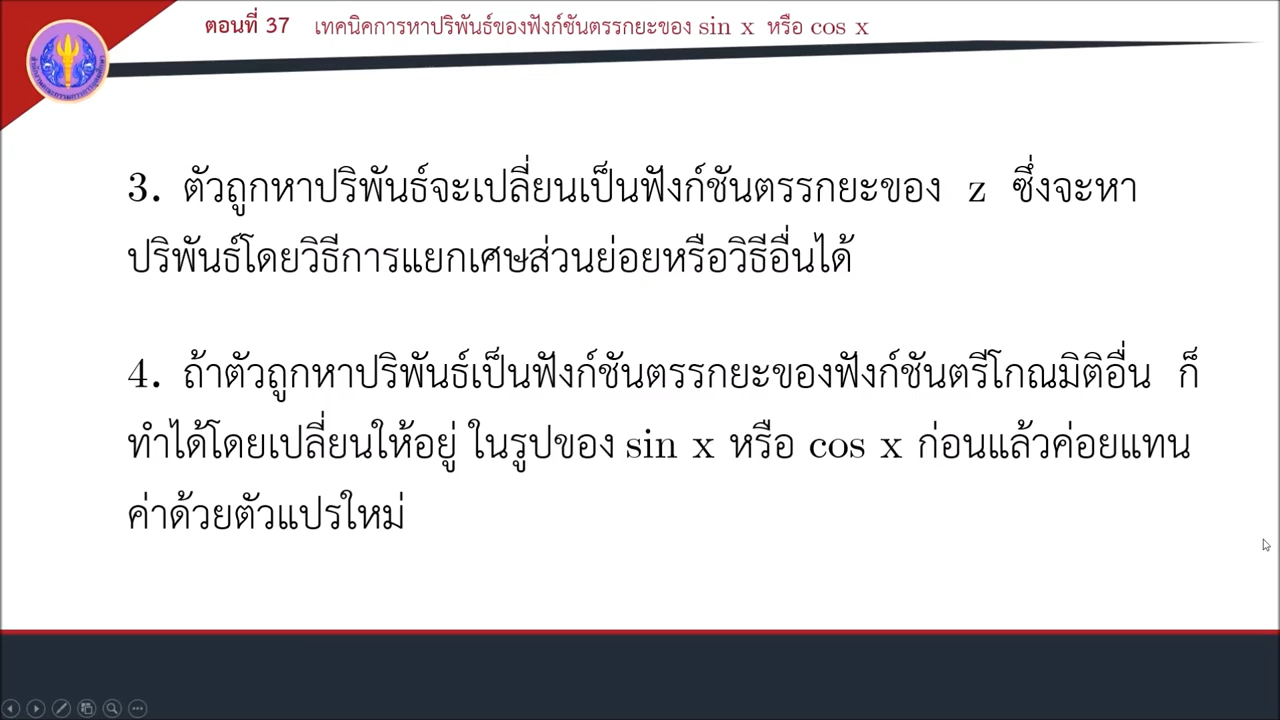 ตอนที่ 37 เทคนิคการหาปริพันธ์ของฟังก์ชันตรรกยะของ sin x หรือ cos x
3. ตัวถูกหาปริพันธ์จะเปลี่ยนเป็นฟังก์ชันตรรกยะของ z ซึ่งจะหา
ปริพันธ์โดยวิธีการแยกเศษส่วนย่อยหรือวิธีอื่นได้
4. ถ้าตัวถูกหาปริพันธ์เป็นฟังก์ชันตรรกยะของฟังก์ชันตรีโกณมิติอื่น ก็
ทำได้โดยเปลี่ยนให้อยู่ ในรูปของ sin x หรือ cos x ก่อนแล้วค่อยแทน
ค่าด้วยตัวแปรใหม่